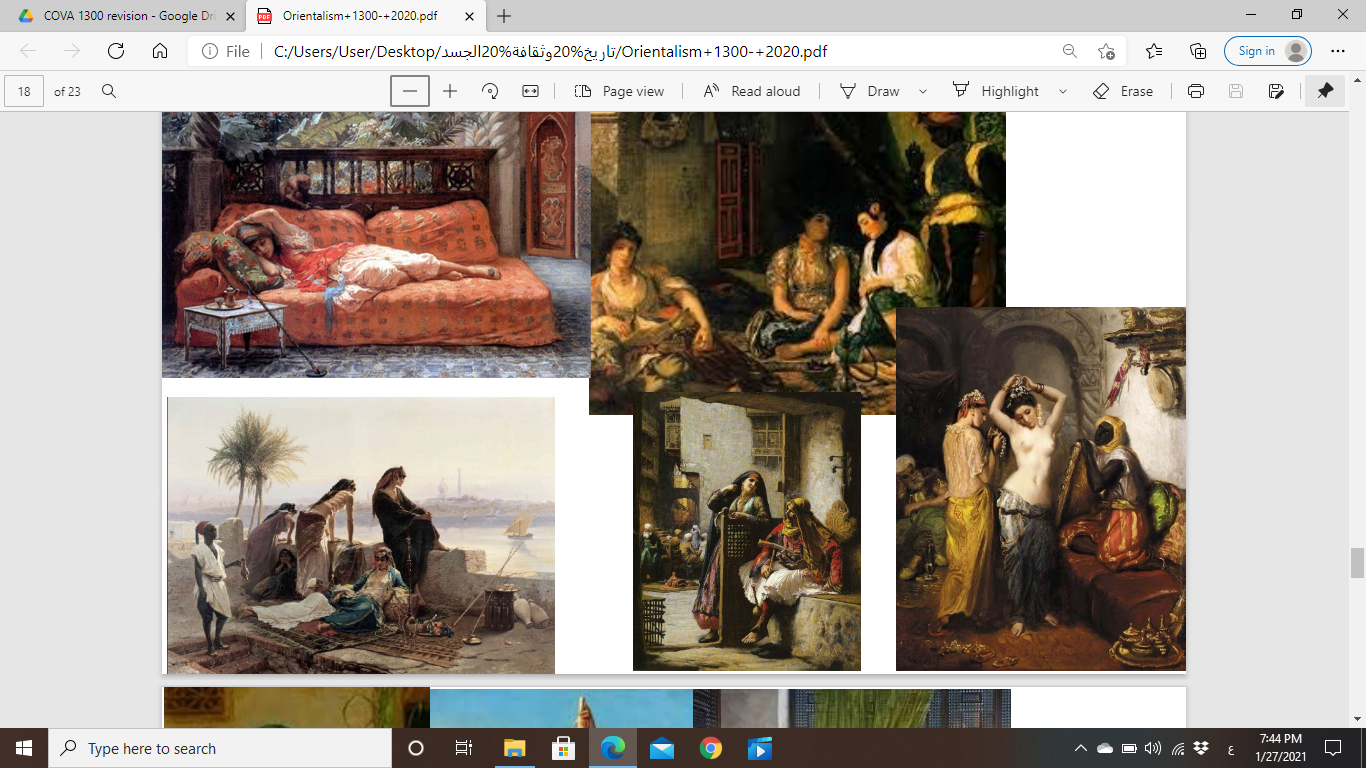 COVA 1300 revision - Google Dri
Orientalism+1300-+2020.pdf
File
C:/Users/User/Desktop/تاريخ%20وثقافة%20الجسد/Orientalism+1300-+2020.pdf
Sign in
18 of 23
Page view
Read aloud
Draw
Highlight
Erase
Type here to search
ع
7:44 PM
1/27/2021